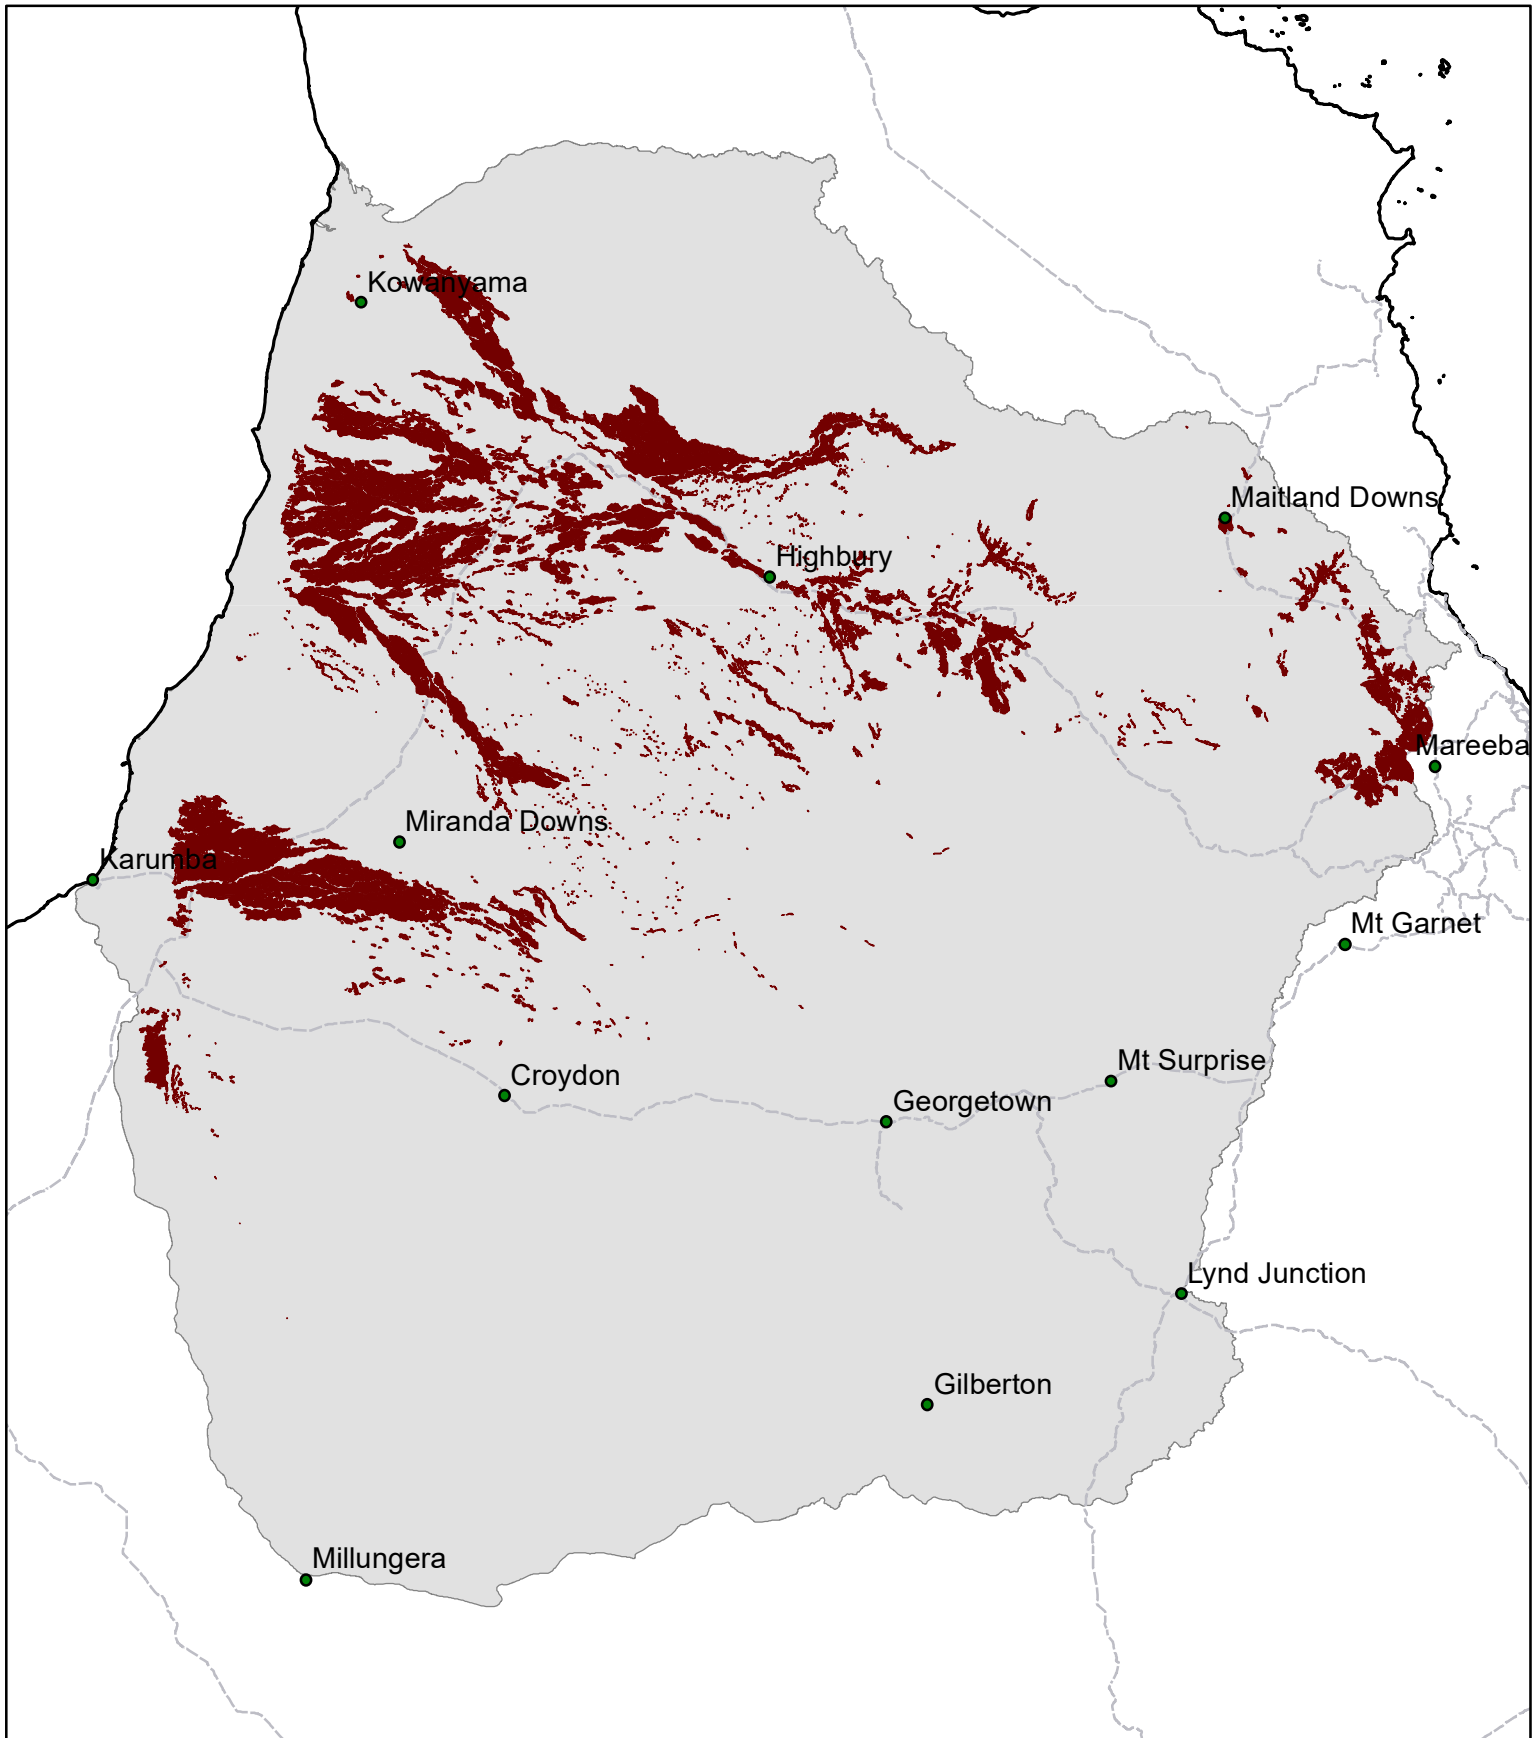 Kowanyama
Maitland Downs
Highbury
Mareeba
Miranda Downs
Karumba
Mt Garnet
Mt Surprise
Croydon
Georgetown
Lynd Junction
Gilberton
Millungera